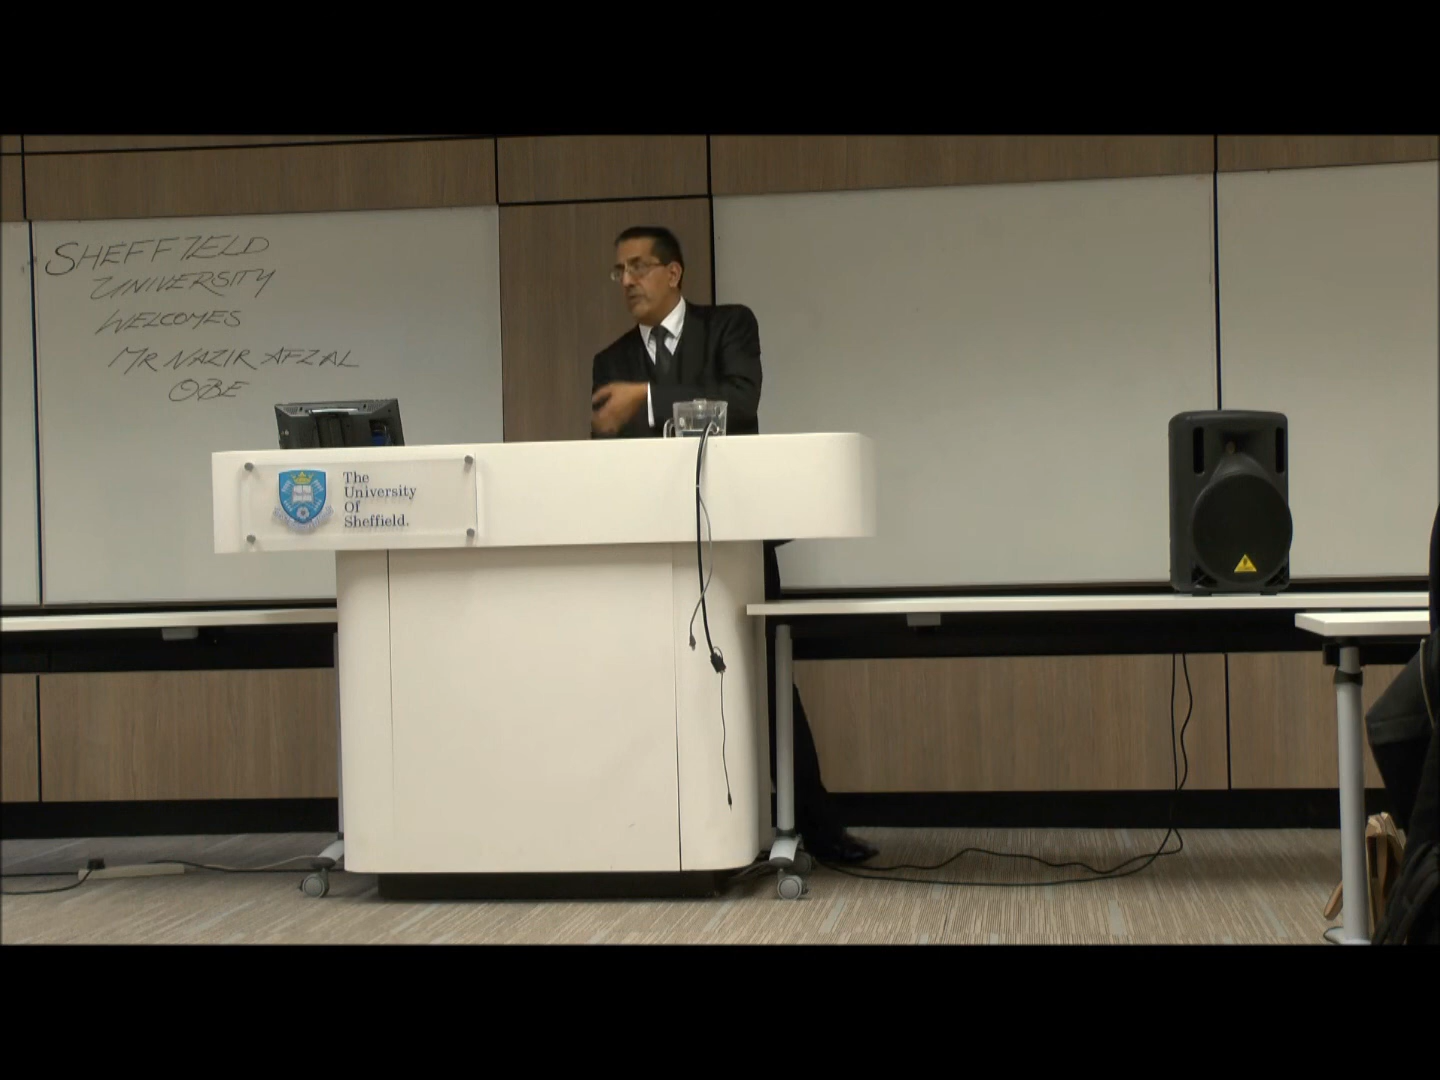 SHEFFIELD
UNIVERSITY
WELCOMES
MR NAZIR AFZAL
OBE
The
University
Of
Sheffield.